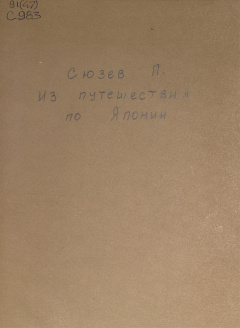 91(47)
С983
Сюзев П.
Из путешествия
по Японии